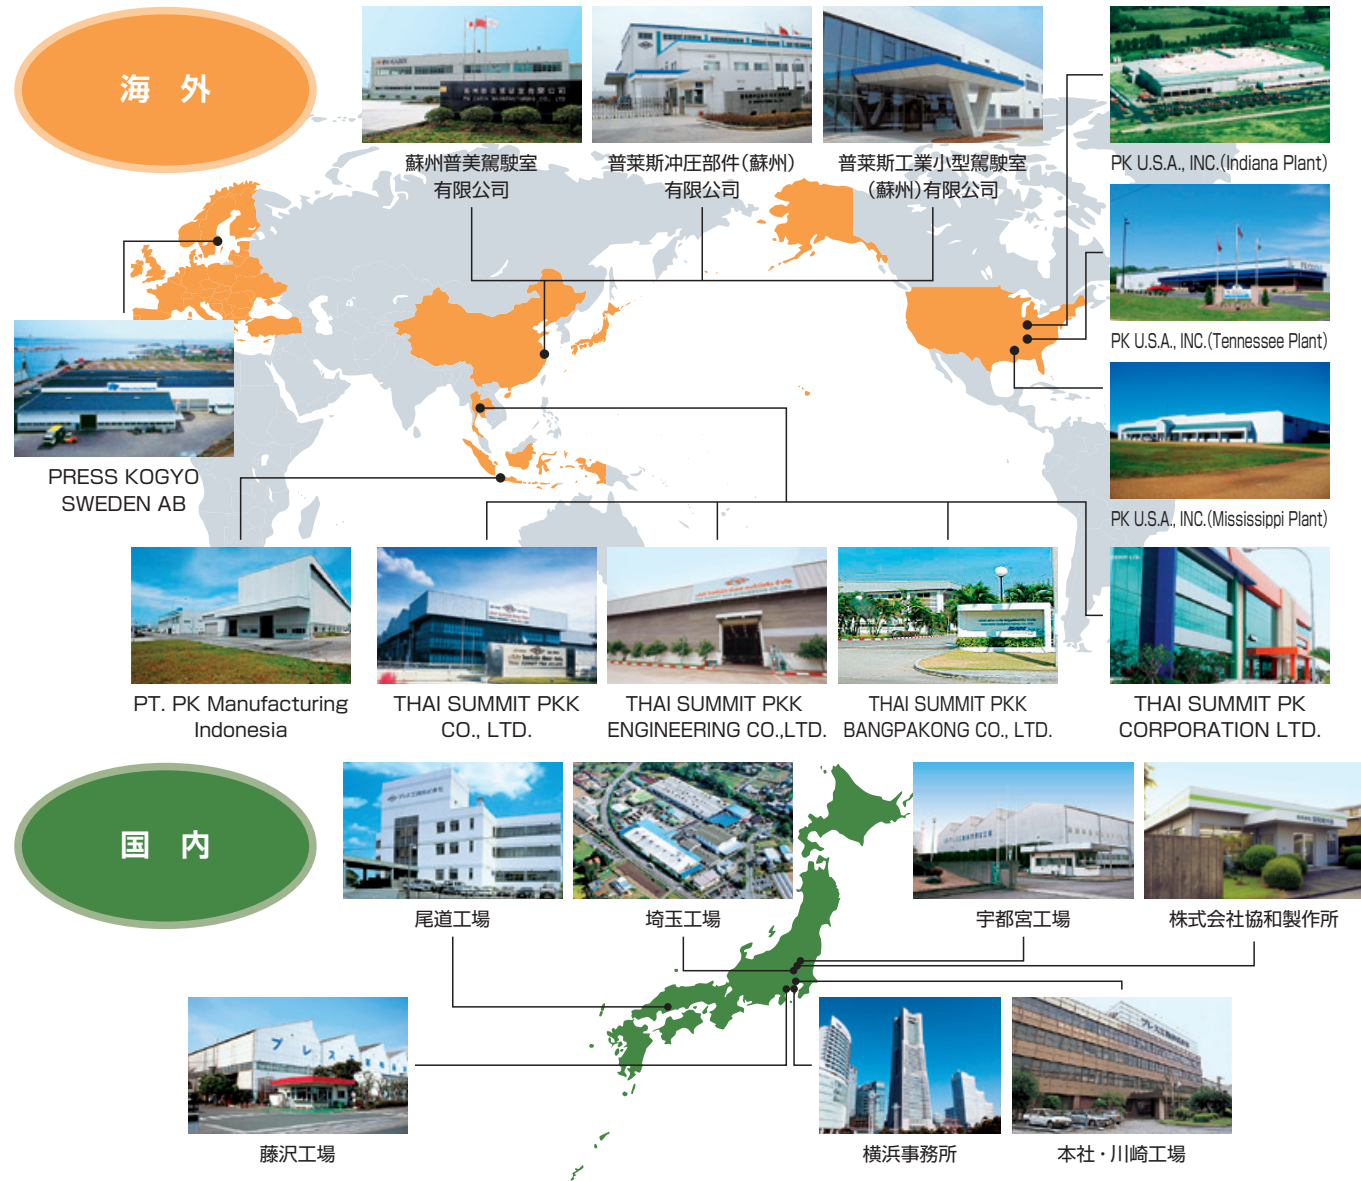 海 外
蘇州普美駕駛室
有限公司
普莱斯冲圧部件(蘇州)
有限公司
普莱斯工業小型駕駛室
(蘇州)有限公司
PK U.S.A., INC.(Indiana Plant)
PK U.S.A., INC.(Tennessee Plant)
PK U.S.A., INC.(Mississippi Plant)
PRESS KOGYO
SWEDEN AB
PT. PK Manufacturing
Indonesia
THAI SUMMIT PKK
CO., LTD.
THAI SUMMIT PKK
ENGINEERING CO.,LTD.
THAI SUMMIT PKK
BANGPAKONG CO., LTD.
THAI SUMMIT PK
CORPORATION LTD.
国 内
尾道工場
埼玉工場
宇都宮工場
株式会社協和製作所
プレス工
藤沢工場
横浜事務所
本社・川崎工場